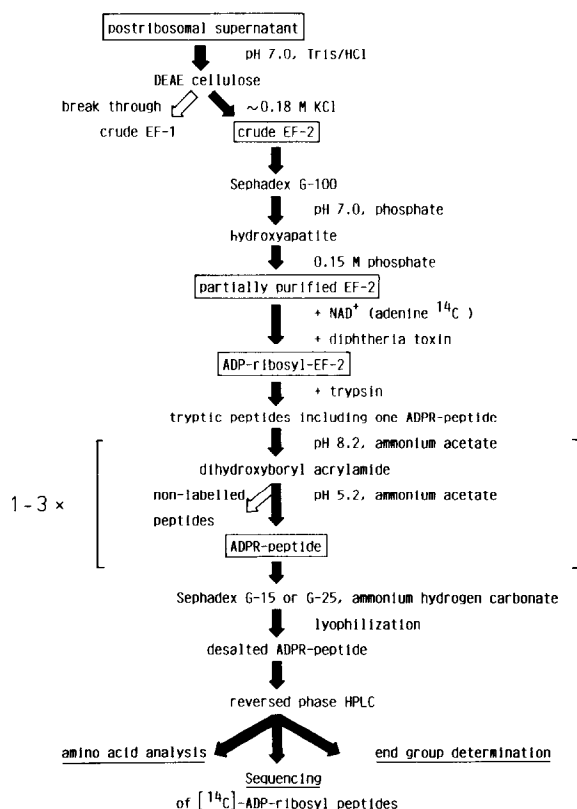 postribosomal supernatant
pH 7.0, Tris/HCl
DEAE cellulose
break through
crude EF-1
~0.18 M KCl
crude EF-2
Sephadex G-100
pH 7.0, phosphate
hydroxyapatite
0.15 M phosphate
partially purified EF-2
+ NAD⁺ (adenine ¹⁴C )
+ diphtheria toxin
ADP-ribosyl-EF-2
+ trypsin
tryptic peptides including one ADPR-peptide
pH 8.2, ammonium acetate
dihydroxyboryl acrylamide
1-3 ×
non-labelled
peptides
pH 5.2, ammonium acetate
ADPR-peptide
Sephadex G-15 or G-25, ammonium hydrogen carbonate
lyophilization
desalted ADPR-peptide
reversed phase HPLC
amino acid analysis
end group determination
Sequencing
of [¹⁴C]-ADP-ribosyl peptides